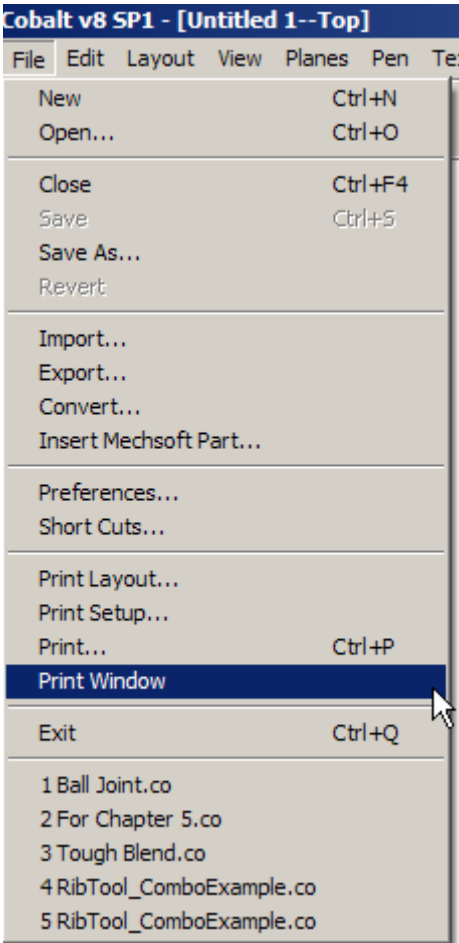 Cobalt v8 SP1 - [Untitled 1--Top]
File Edit Layout View Planes Pen
New Ctrl+N
Open... Ctrl+O
Close Ctrl+F4
Save Ctrl+S
Save As...
Revert
Import...
Export...
Convert...
Insert Mechsoft Part...
Preferences...
Short Cuts...
Print Layout...
Print Setup...
Print... Ctrl+P
Print Window
Exit Ctrl+Q
1 Ball Joint.co
2 For Chapter 5.co
3 Tough Blend.co
4 RibTool_ComboExample.co
5 RibTool_ComboExample.co